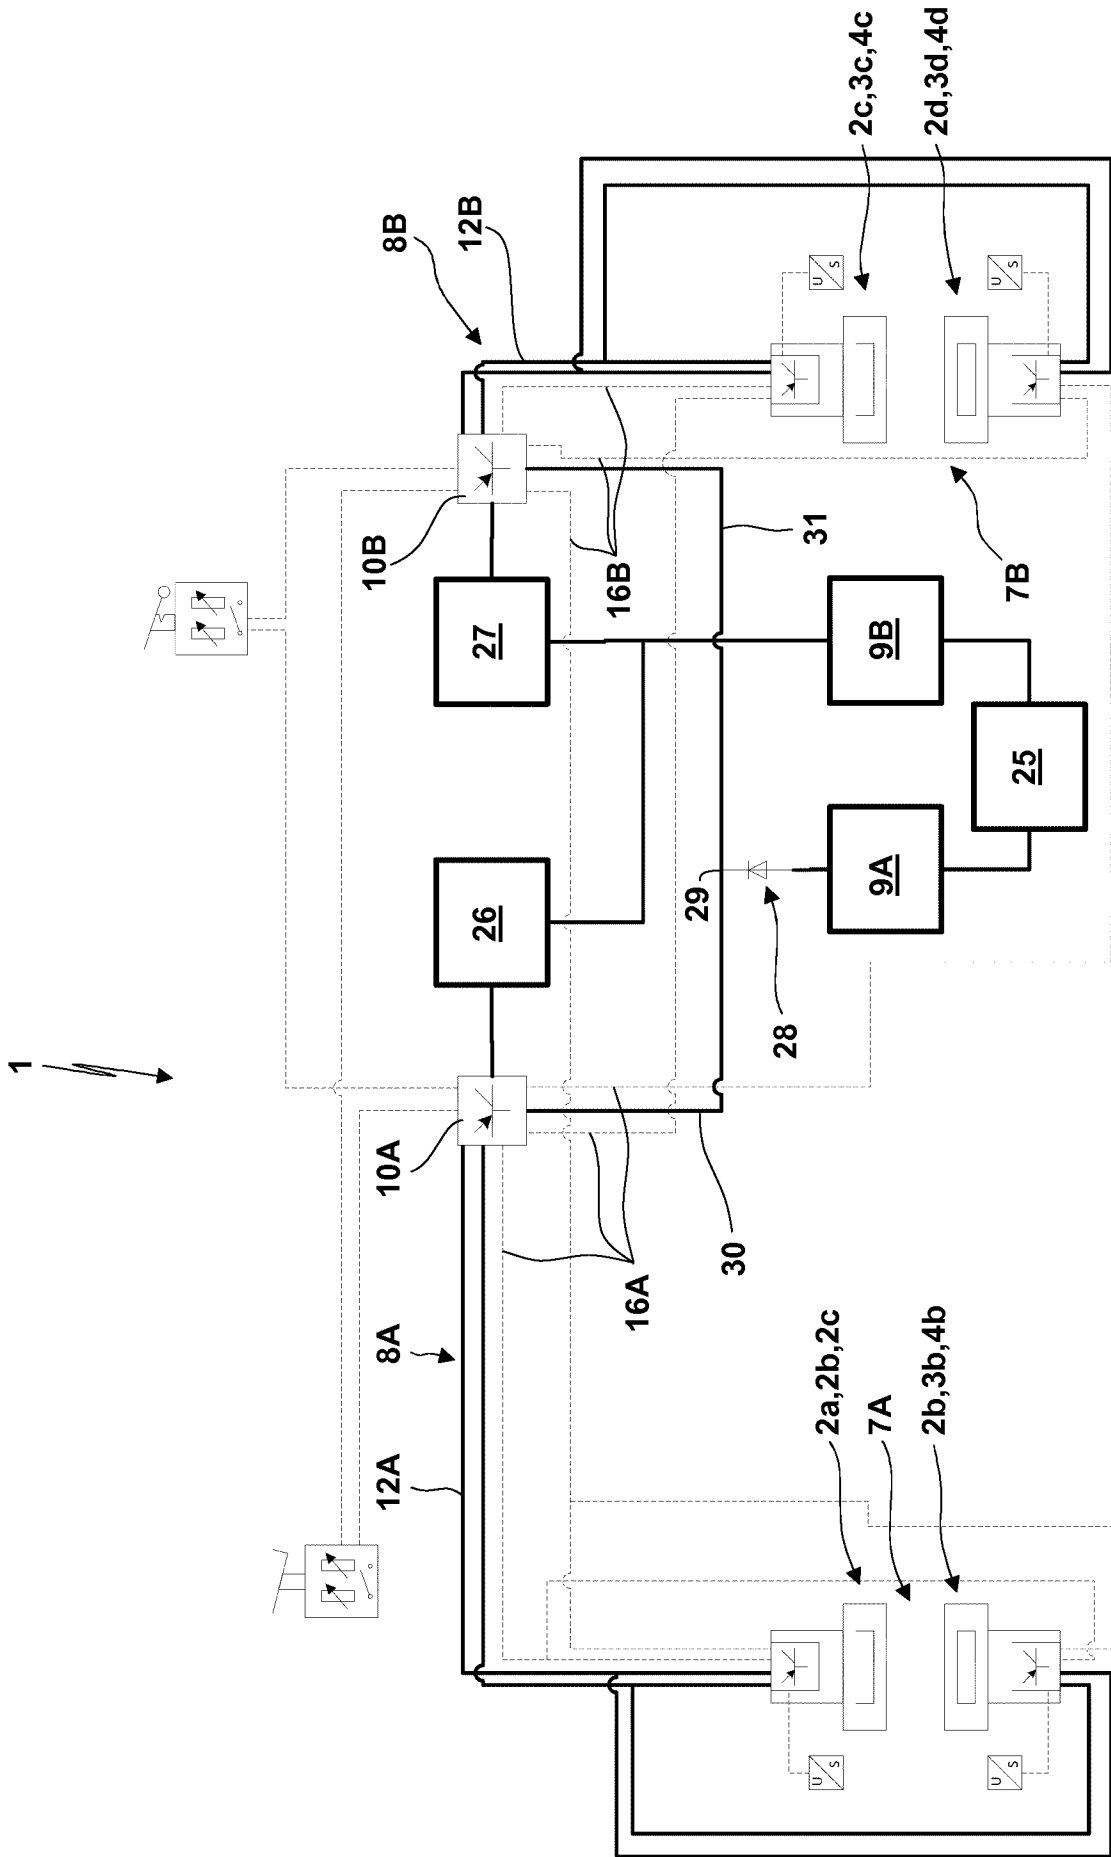 1
12A
8A
10A
26
27
10B
8B
12B
16A
30
28
29
16B
31
9A
9B
25
2a,2b,2c
7A
2b,3b,4b
7B
2c,3c,4c
2d,3d,4d
U
S
U
S
U
S
U
S